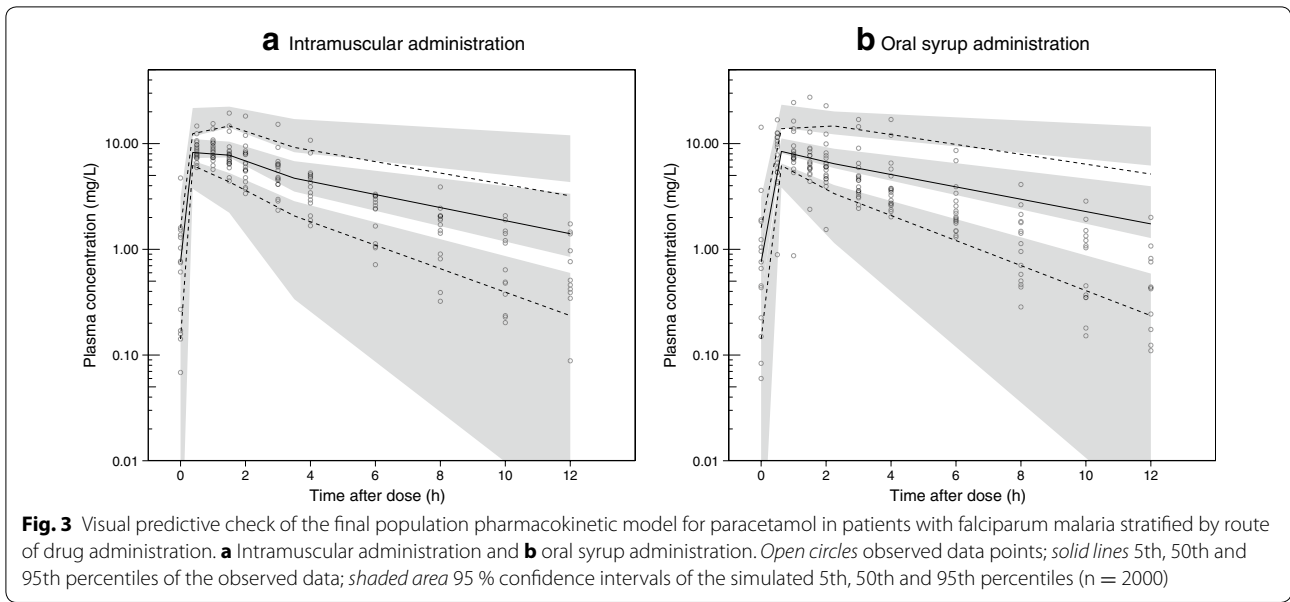 a Intramuscular administration
b Oral syrup administration
Plasma concentration (mg/L)
10.00
1.00
0.10
0.01
0 2 4 6 8 10 12
Time after dose (h)
Plasma concentration (mg/L)
10.00
1.00
0.10
0.01
0 2 4 6 8 10 12
Time after dose (h)
Fig. 3 Visual predictive check of the final population pharmacokinetic model for paracetamol in patients with falciparum malaria stratified by route
of drug administration. a Intramuscular administration and b oral syrup administration. Open circles observed data points; solid lines 5th, 50th and
95th percentiles of the observed data; shaded area 95 % confidence intervals of the simulated 5th, 50th and 95th percentiles (n = 2000)